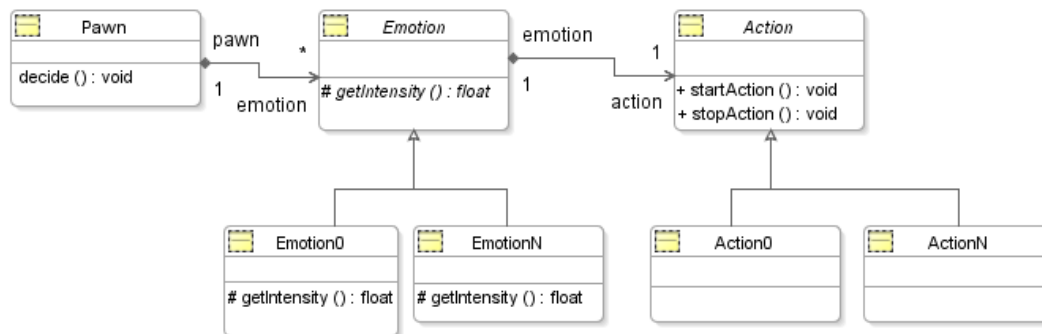 Pawn
decide () : void
pawn
1
*
emotion
Emotion
# getIntensity () : float
emotion
1
1
action
Action
+ startAction () : void
+ stopAction () : void
Emotion0
# getIntensity () : float
EmotionN
# getIntensity () : float
Action0
ActionN